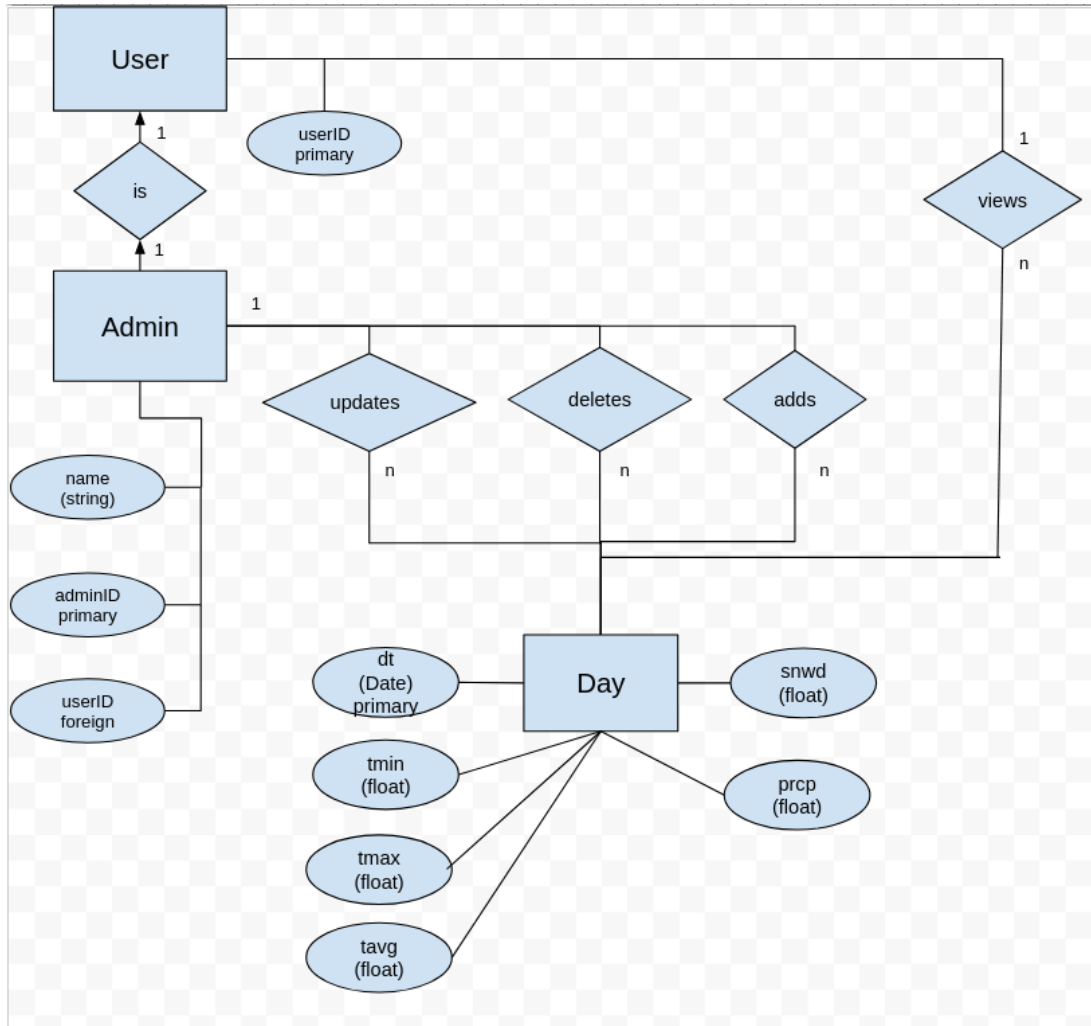 User
userID
primary
1
is
1
views
n
1
Admin
1
updates
deletes
adds
n
n
n
name
(string)
adminID
primary
userID
foreign
dt
(Date)
primary
Day
snwd
(float)
tmin
(float)
prcp
(float)
tmax
(float)
tavg
(float)